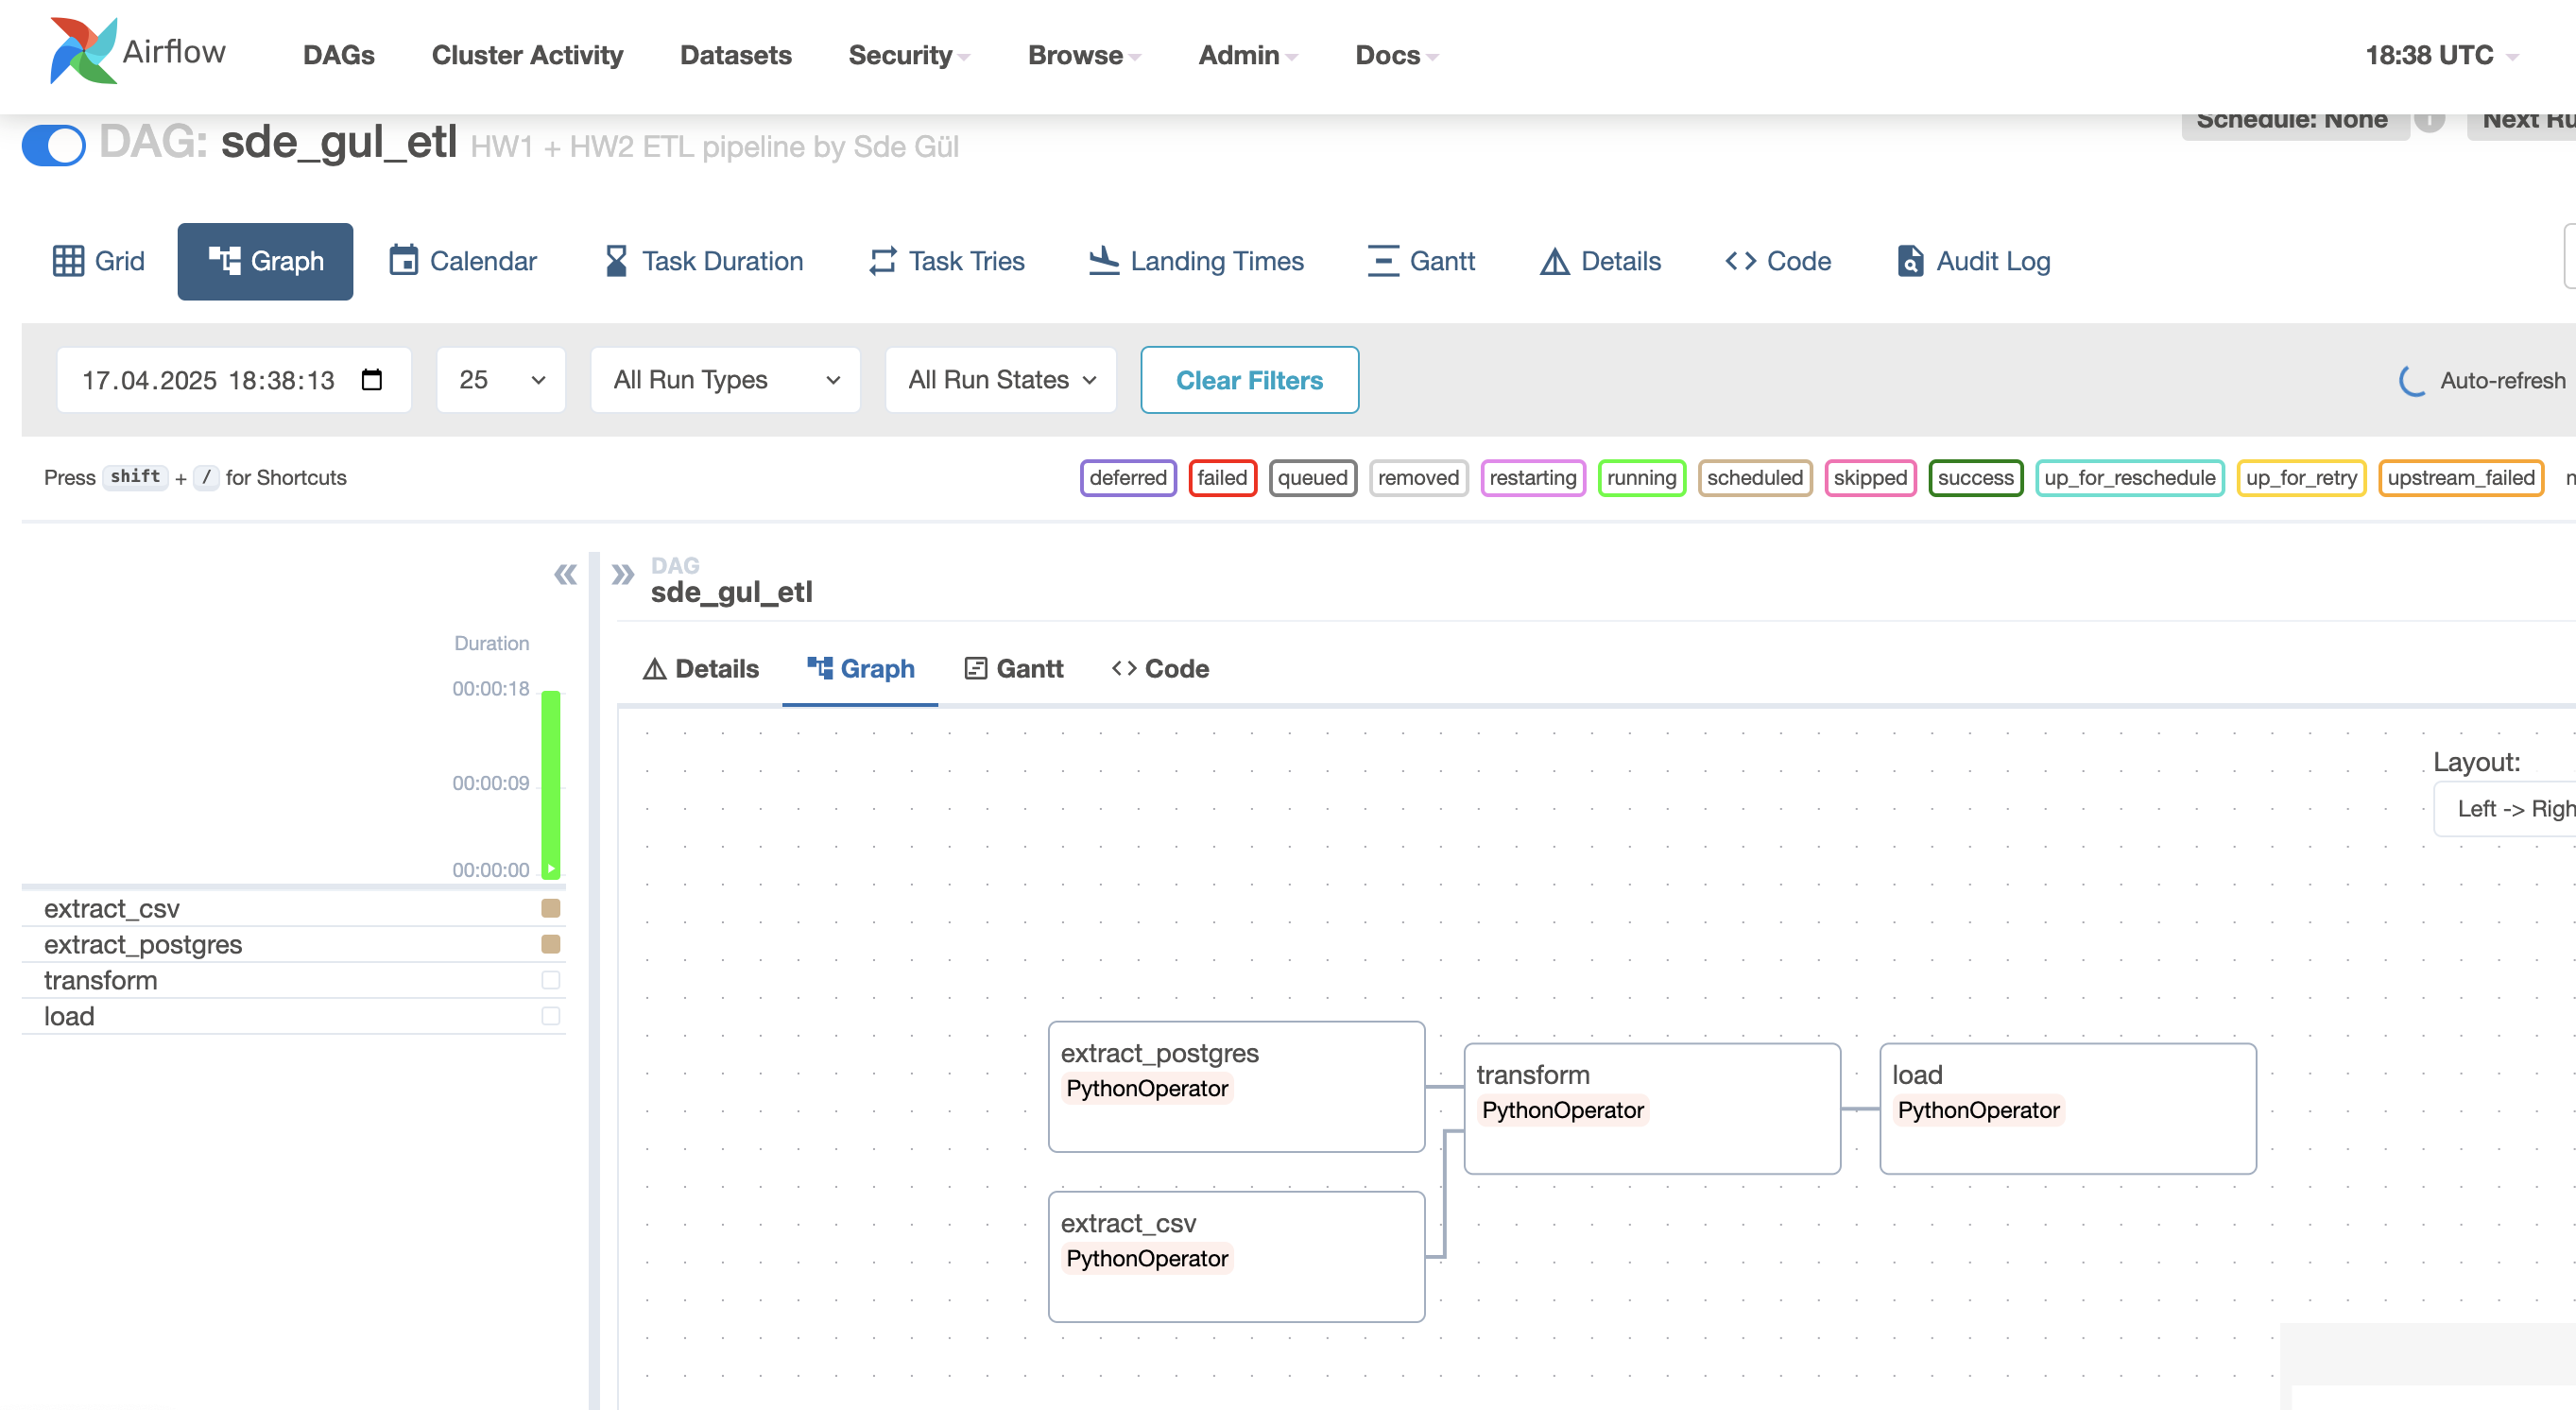 Airflow DAGs Cluster Activity Datasets Security Browse Admin Docs 18:38 UTC
DAG: sde_gul_etl HW1 + HW2 ETL pipeline by Sde Gül Schedule: None Next
Grid Graph Calendar Task Duration Task Tries Landing Times Gantt Details Code Audit Log
17.04.2025 18:38:13 25 All Run Types All Run States Clear Filters Auto-refresh
Press shift + / for Shortcuts deferred failed queued removed restarting running scheduled skipped success up_for_reschedule up_for_retry upstream_failed
DAG
sde_gul_etl
Duration
00:00:18
00:00:09
00:00:00
extract_csv
extract_postgres
transform
load
Details Graph Gantt Code
Layout:
Left ->
extract_postgres
PythonOperator
transform
PythonOperator
load
PythonOperator
extract_csv
PythonOperator